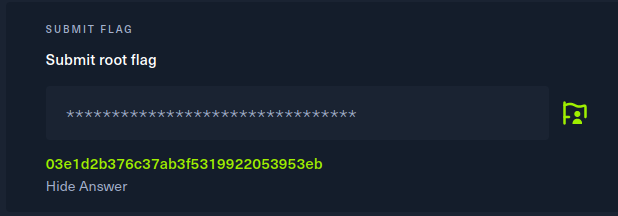 SUBMIT FLAG
Submit root flag
********************************
03e1d2b376c37ab3f5319922053953eb
Hide Answer